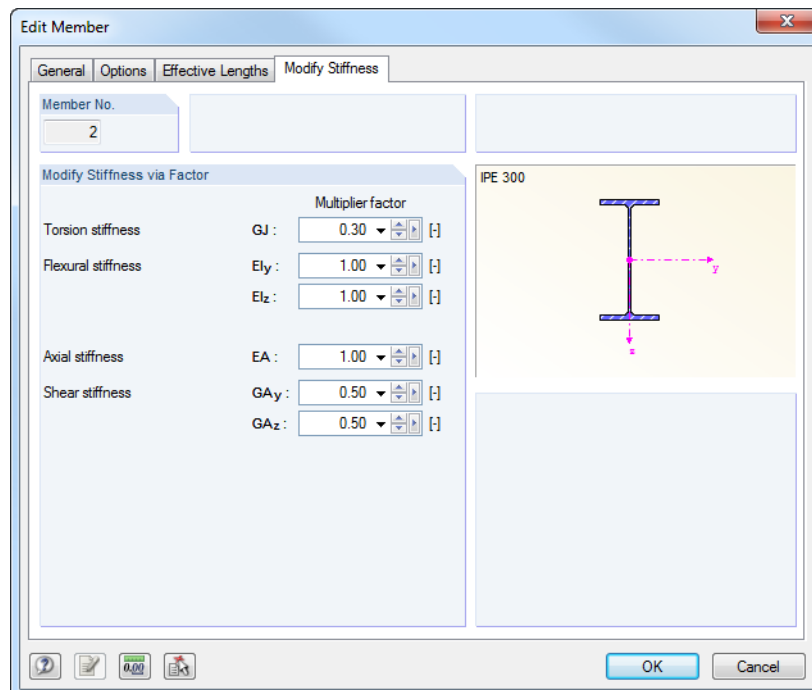 Edit Member
x
General Options Effective Lengths Modify Stiffness
Member No.
2
Modify Stiffness via Factor
Multiplier factor
Torsion stiffness GJ : 0.30 [-]
Flexural stiffness EIy : 1.00 [-]
EIz : 1.00 [-]
Axial stiffness EA : 1.00 [-]
Shear stiffness GAy : 0.50 [-]
GAz : 0.50 [-]
IPE 300
y
z
? 0.00 OK Cancel